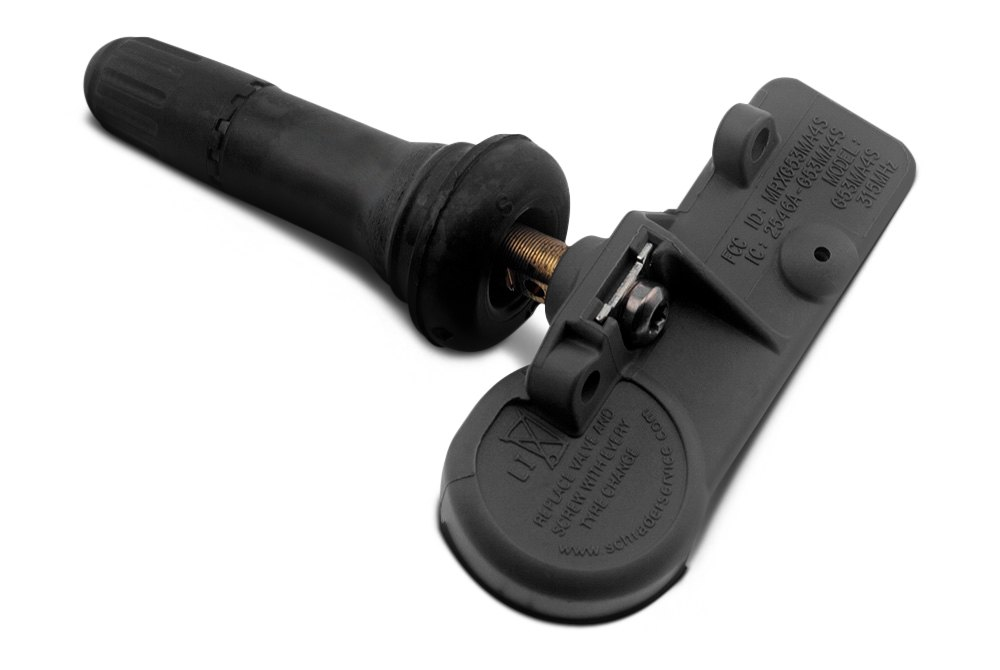 FCC ID: MRXG53MA4S
IC: 2546A-G53MA4S
MODEL:
G53MA4S
315MHz
LI
REPLACE VALVE AND
SCREW WITH EVERY
TYRE CHANGE
www.schraderservice.com
S